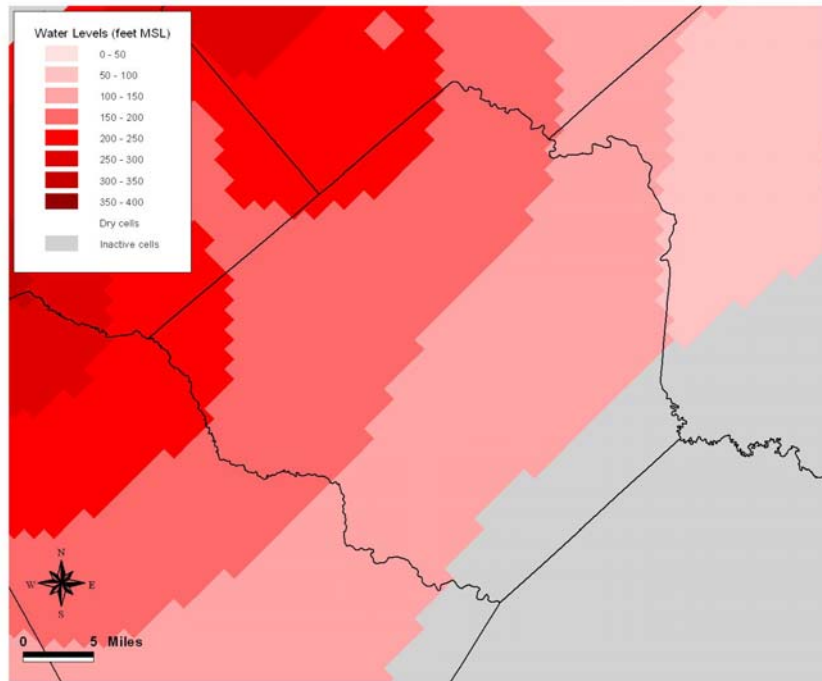 Water Levels (feet MSL)
0 - 50
50 - 100
100 - 150
150 - 200
200 - 250
250 - 300
300 - 350
350 - 400
Dry cells
Inactive cells
N
W E
S
0 5 Miles